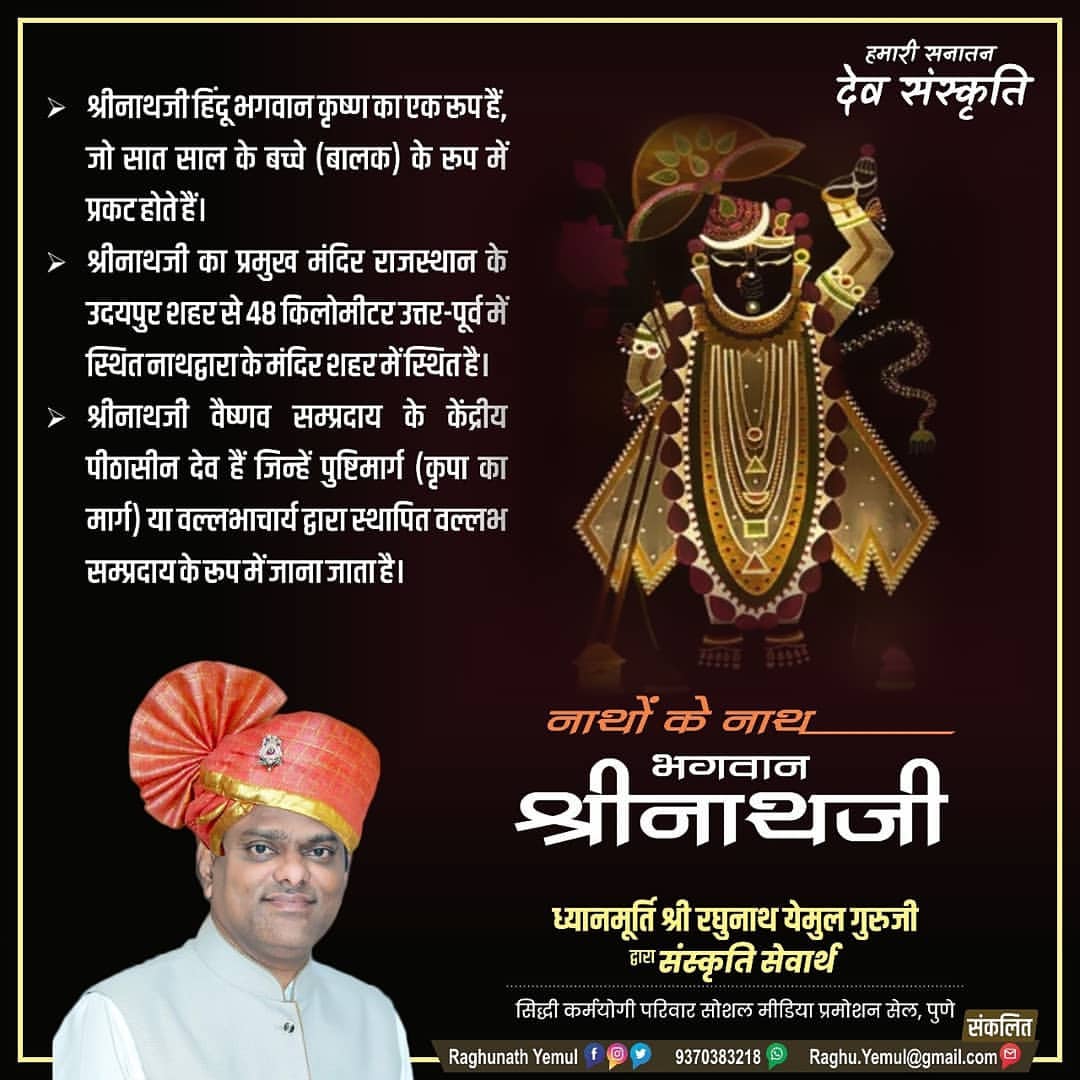 हमारी सनातन
देव संस्कृति
➢ श्रीनाथजी हिंदू भगवान कृष्ण का एक रूप हैं,
जो सात साल के बच्चे (बालक) के रूप में
प्रकट होते हैं।
➢ श्रीनाथजी का प्रमुख मंदिर राजस्थान के
उदयपुर शहर से 48 किलोमीटर उत्तर-पूर्व में
स्थित नाथद्वारा के मंदिर शहर में स्थित है।
➢ श्रीनाथजी वैष्णव सम्प्रदाय के केंद्रीय
पीठासीन देव हैं जिन्हें पुष्टिमार्ग (कृपा का
मार्ग) या वल्लभाचार्य द्वारा स्थापित वल्लभ
सम्प्रदाय के रूप में जाना जाता है।
नाथों के नाथ
भगवान
श्रीनाथजी
ध्यानमूर्ति श्री रघुनाथ येमुल गुरुजी
द्वारा संस्कृति सेवार्थ
सिद्धी कर्मयोगी परिवार सोशल मीडिया प्रमोशन सेल, पुणे
संकलित
Raghunath Yemul 9370383218 Raghu.Yemul@gmail.com